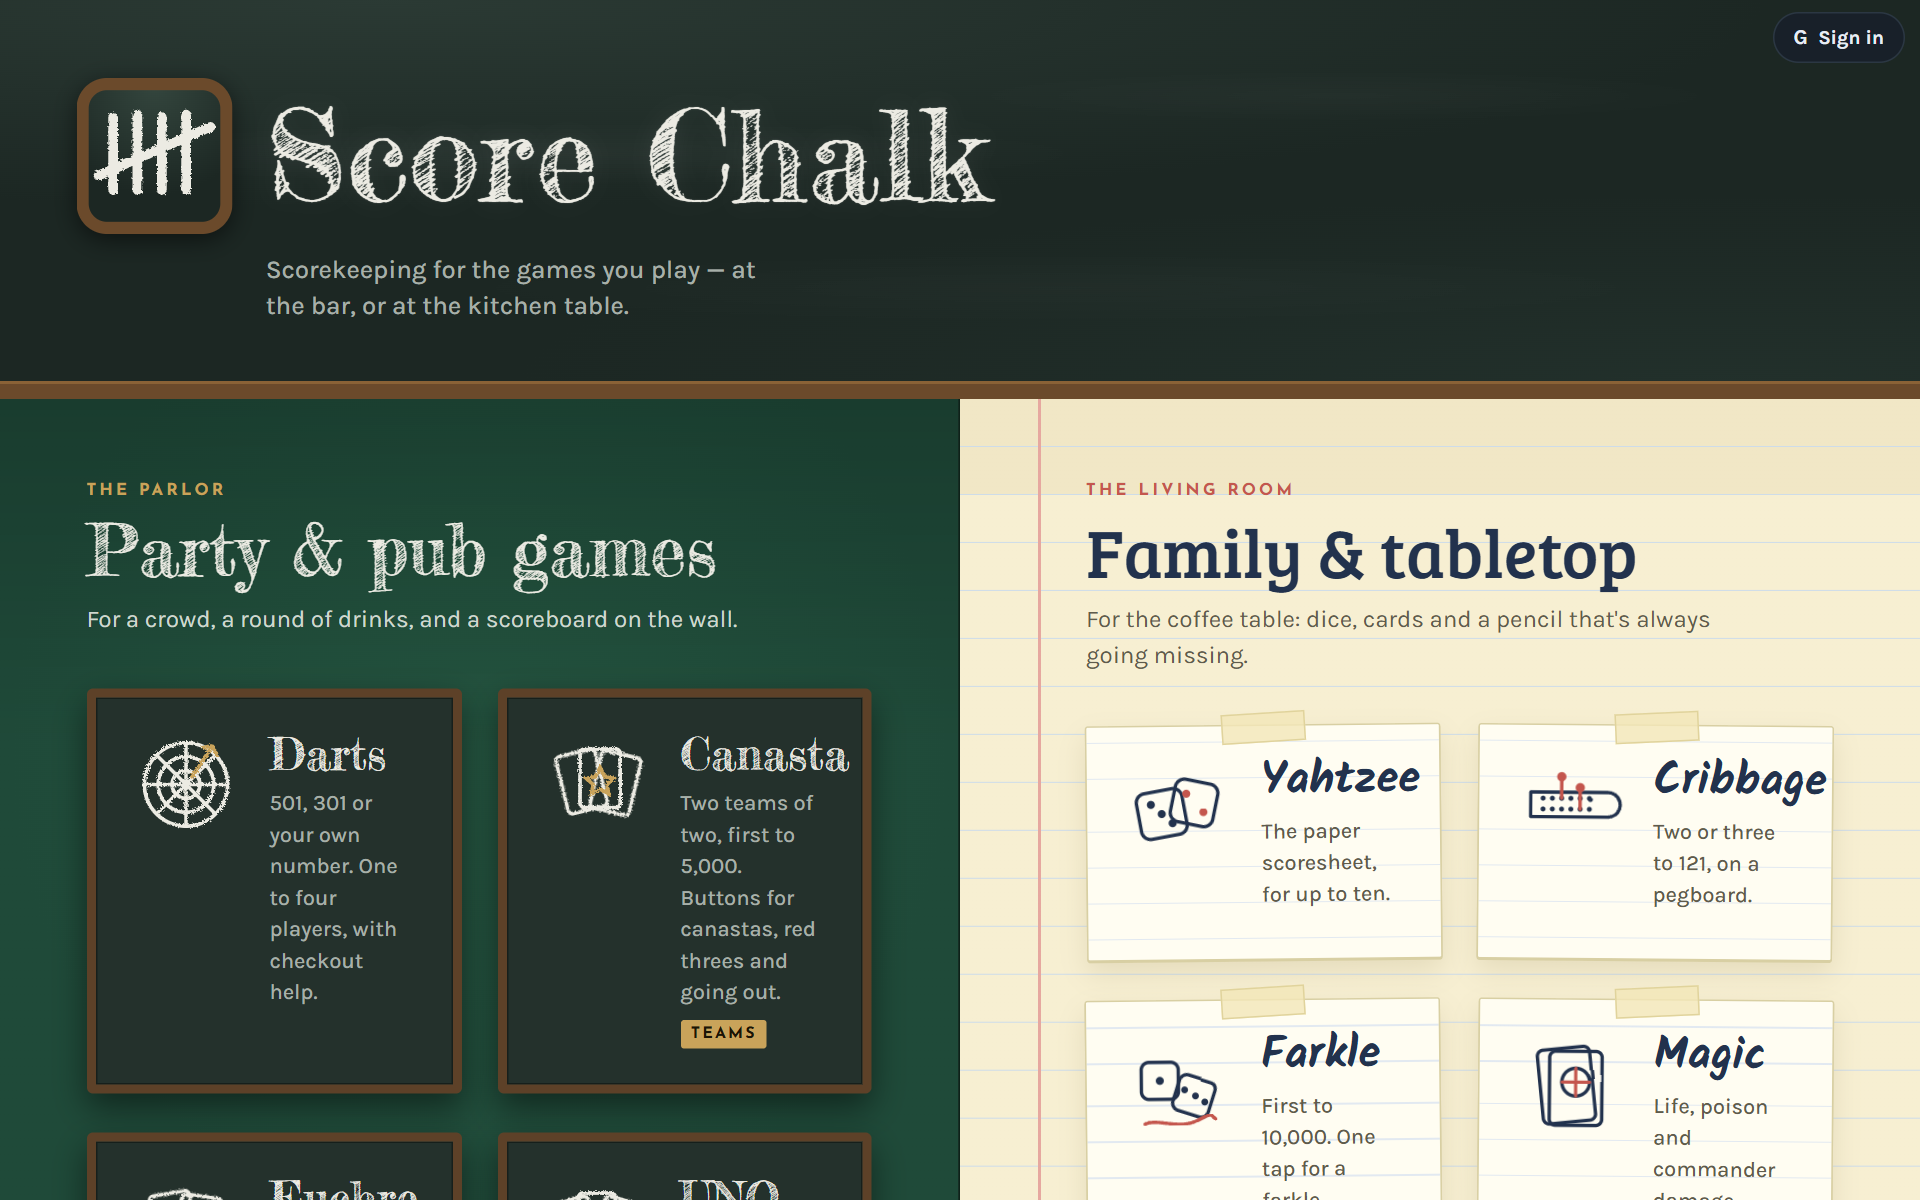 G Sign in
Score Chalk
Scorekeeping for the games you play — at
the bar, or at the kitchen table.
THE PARLOR
Party & pub games
For a crowd, a round of drinks, and a scoreboard on the wall.
Darts
501, 301 or
your own
number. One
to four
players, with
checkout
help.
Canasta
Two teams of
two, first to
5,000.
Buttons for
canastas, red
threes and
going out.
TEAMS
Euchre
UNO
THE LIVING ROOM
Family & tabletop
For the coffee table: dice, cards and a pencil that's always
going missing.
Yahtzee
The paper
scoresheet,
for up to ten.
Cribbage
Two or three
to 121, on a
pegboard.
Farkle
First to
10,000. One
tap for a
farkle.
Magic
Life, poison
and
commander
damage.